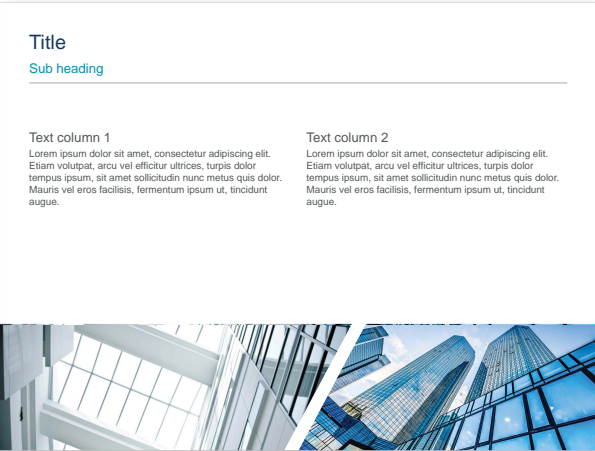 Title
Sub heading
Text column 1
Lorem ipsum dolor sit amet, consectetur adipiscing elit.
Etiam volutpat, arcu vel efficitur ultrices, turpis dolor
tempus ipsum, sit amet sollicitudin nunc metus quis dolor.
Mauris vel eros facilisis, fermentum ipsum ut, tincidunt
augue.
Text column 2
Lorem ipsum dolor sit amet, consectetur adipiscing elit.
Etiam volutpat, arcu vel efficitur ultrices, turpis dolor
tempus ipsum, sit amet sollicitudin nunc metus quis dolor.
Mauris vel eros facilisis, fermentum ipsum ut, tincidunt
augue.